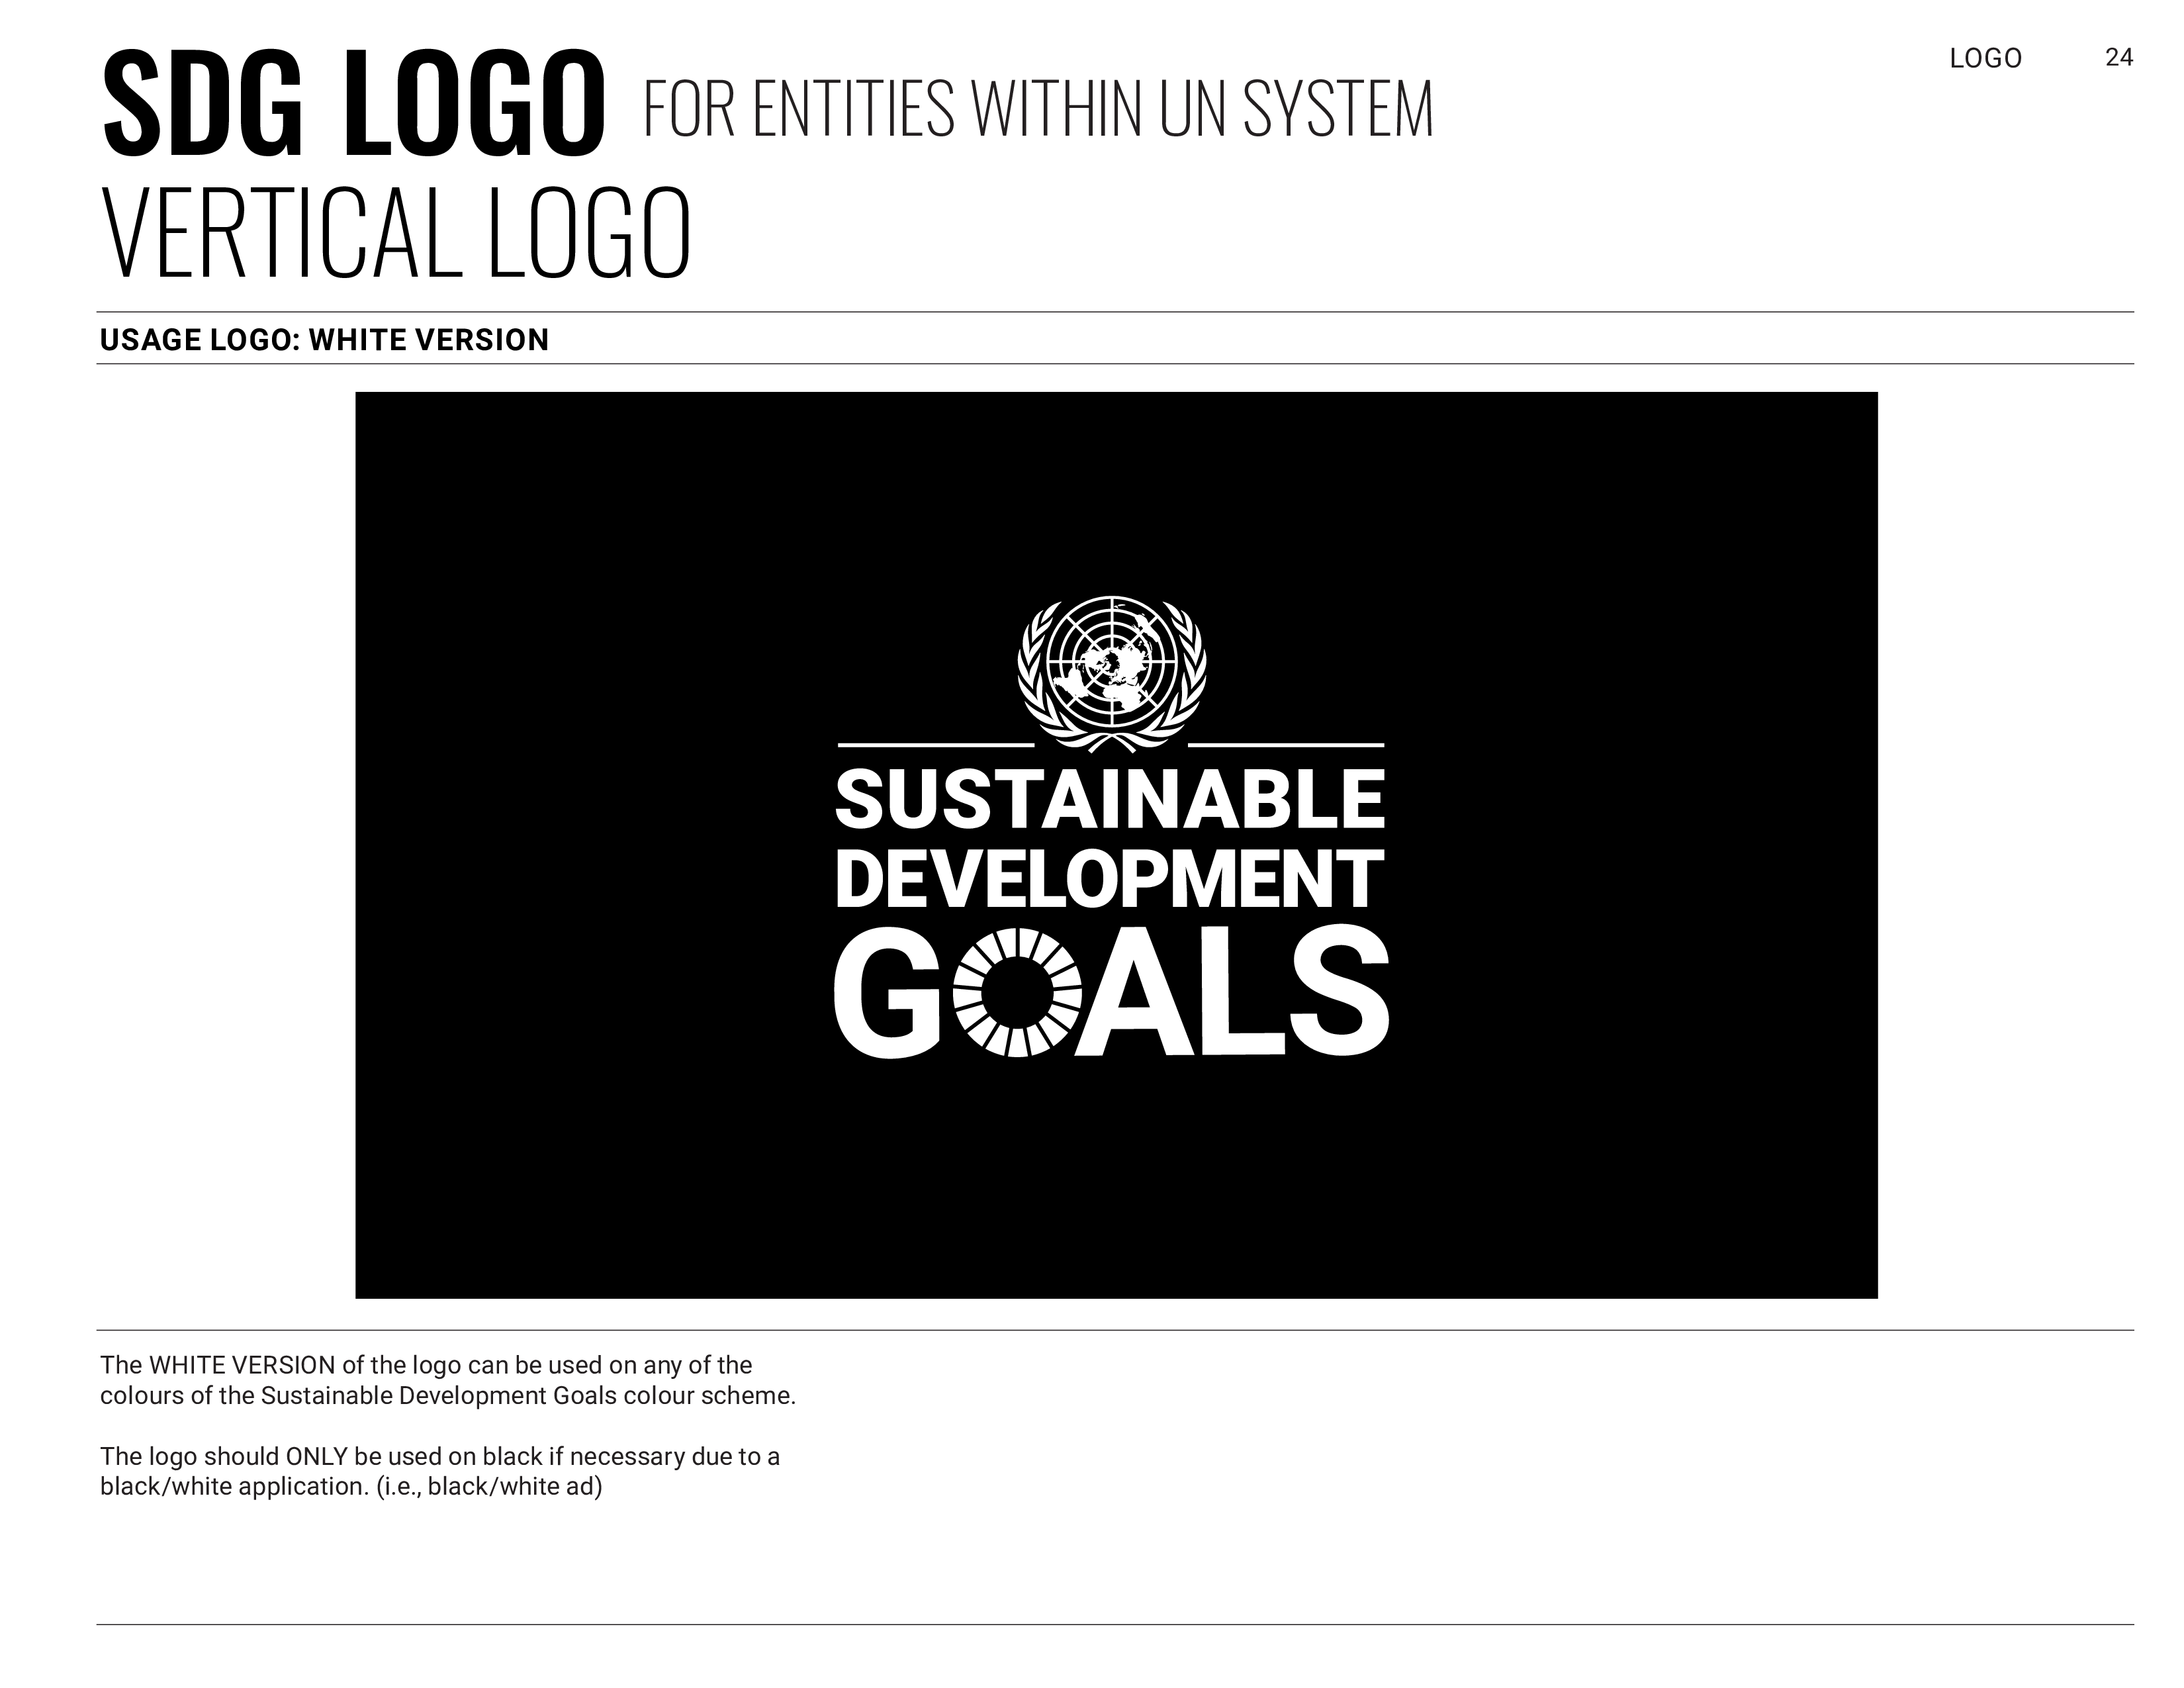 SDG LOGO FOR ENTITIES WITHIN UN SYSTEM
LOGO 24
VERTICAL LOGO
USAGE LOGO: WHITE VERSION
SUSTAINABLE
DEVELOPMENT
GOALS
The WHITE VERSION of the logo can be used on any of the
colours of the Sustainable Development Goals colour scheme.
The logo should ONLY be used on black if necessary due to a
black/white application. (i.e., black/white ad)